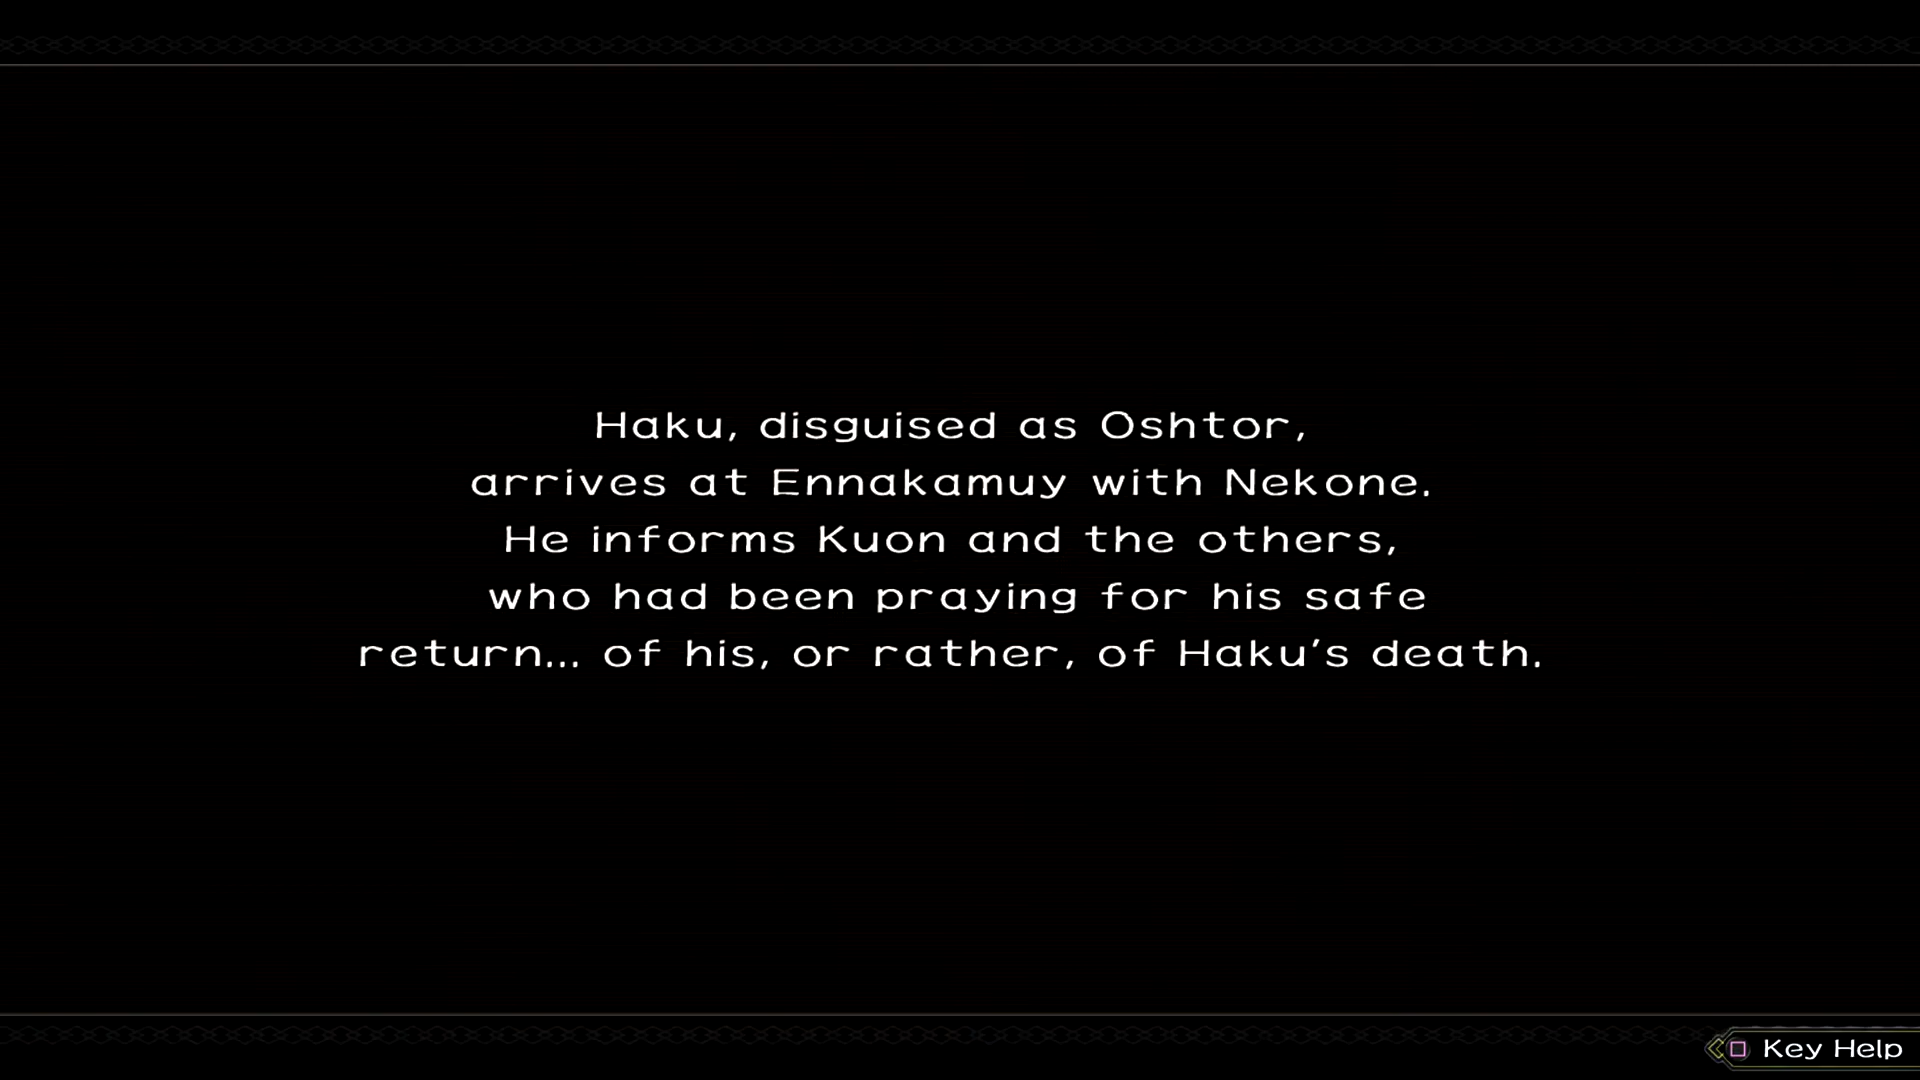 Haku, disguised as Oshtor,
arrives at Ennakamuy with Nekone.
He informs Kuon and the others,
who had been praying for his safe
return... of his, or rather, of Haku's death.
Key Help